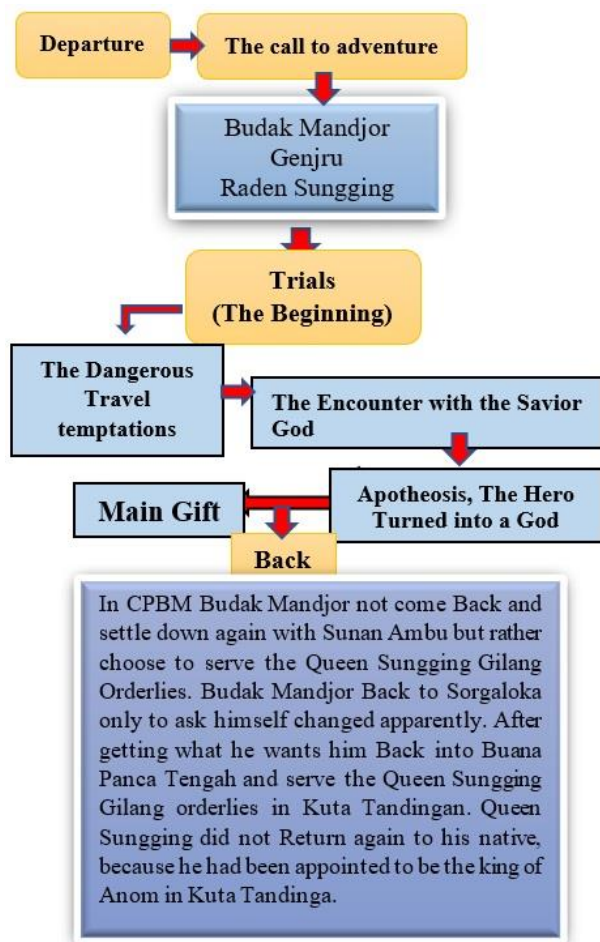 Departure
The call to adventure
Budak Mandjor
Genjru
Raden Sungging
Trials
(The Beginning)
The Dangerous
Travel
temptations
The Encounter with the Savior
God
Apotheosis, The Hero
Turned into a God
Main Gift
Back
In CPBM Budak Mandjor not come Back and
settle down again with Sunan Ambu but rather
choose to serve the Queen Sungging Gilang
Orderlies. Budak Mandjor Back to Sorgaloka
only to ask himself changed apparently. After
getting what he wants him Back into Buana
Panca Tengah and serve the Queen Sungging
Gilang orderlies in Kuta Tandingan. Queen
Sungging did not Return again to his native,
because he had been appointed to be the king of
Anom in Kuta Tandinga.